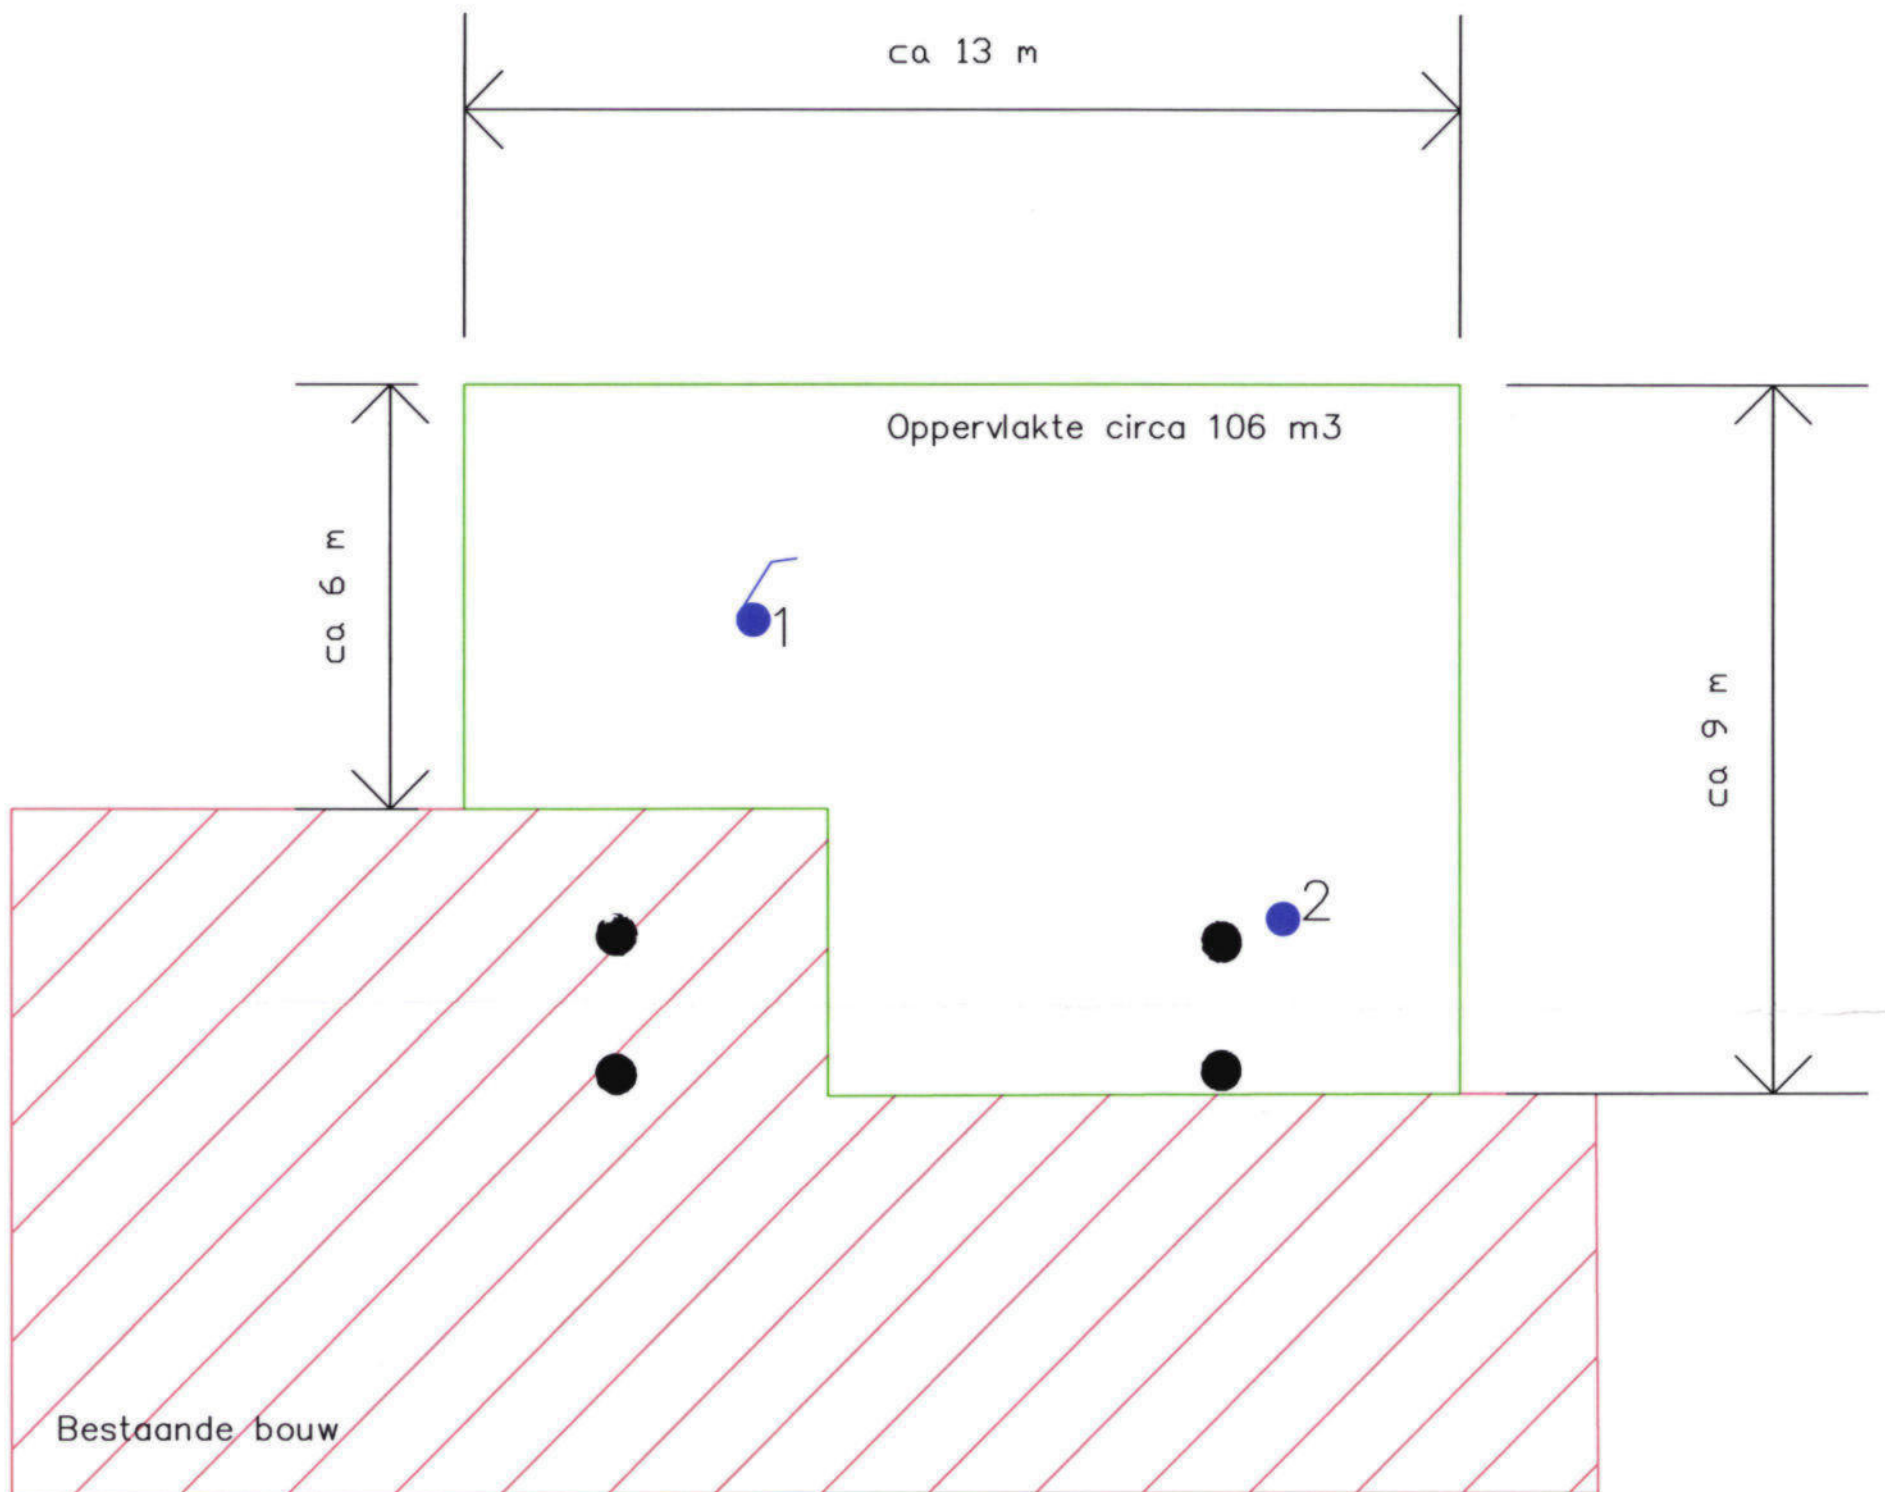 ca 13 m
Oppervlakte circa 106 m3
ca 6 m
1
ca 9 m
2
Bestaande bouw